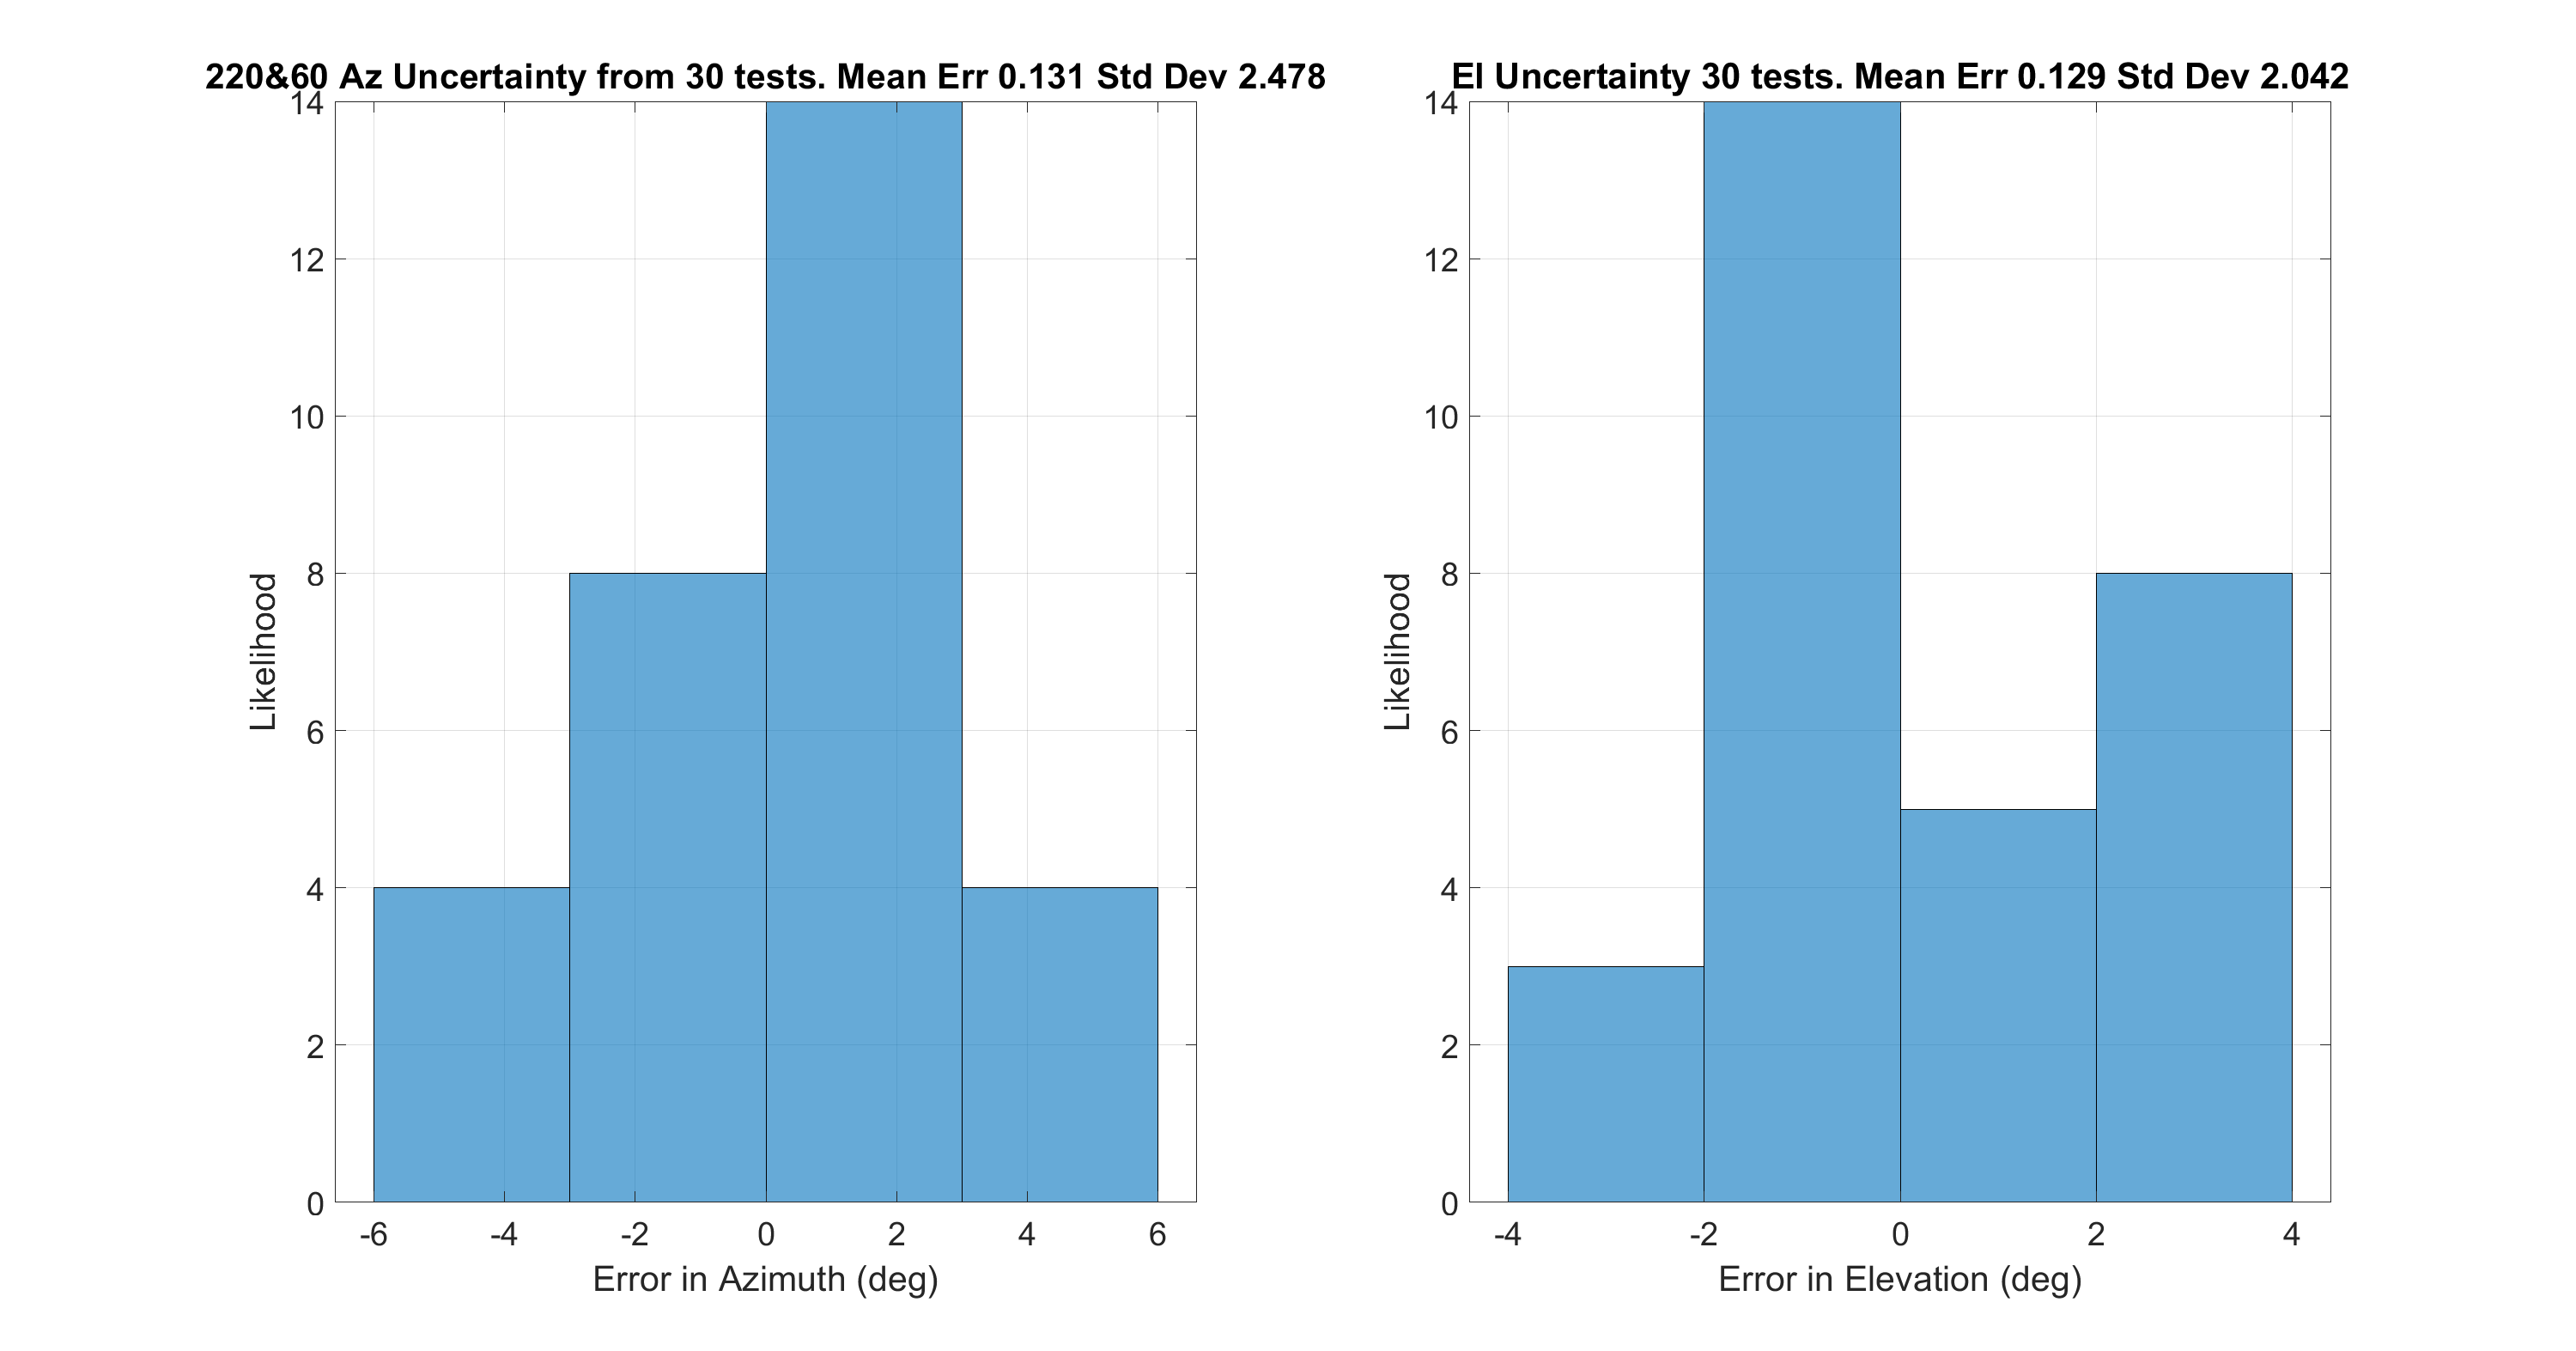 220&60 Az Uncertainty from 30 tests. Mean Err 0.131 Std Dev 2.478
14
12
10
8
6
4
2
0
Likelihood
-6 -4 -2 0 2 4 6
Error in Azimuth (deg)
El Uncertainty 30 tests. Mean Err 0.129 Std Dev 2.042
14
12
10
8
6
4
2
0
Likelihood
-4 -2 0 2 4
Error in Elevation (deg)